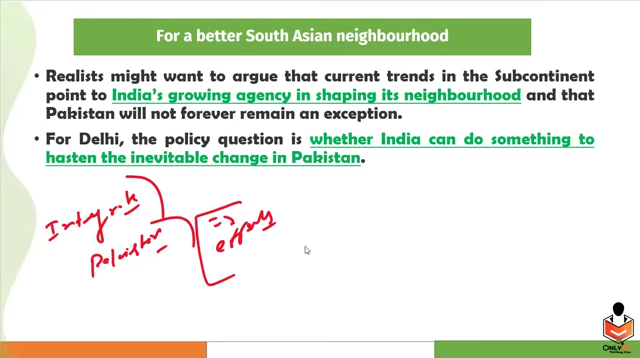 For a better South Asian neighbourhood
• Realists might want to argue that current trends in the Subcontinent
point to India's growing agency in shaping its neighbourhood and that
Pakistan will not forever remain an exception.
• For Delhi, the policy question is whether India can do something to
hasten the inevitable change in Pakistan.
Pakistan
=>
efforts